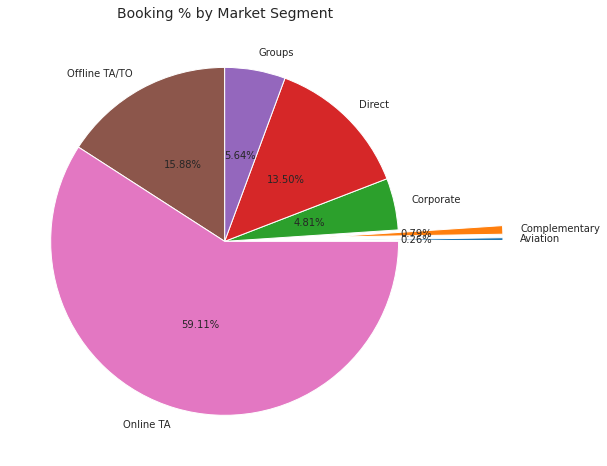 Booking % by Market Segment
Groups
Offline TA/TO
Direct
5.64%
15.88%
13.50%
Corporate
4.81%
Complementary
0.79%
Aviation
0.26%
59.11%
Online TA